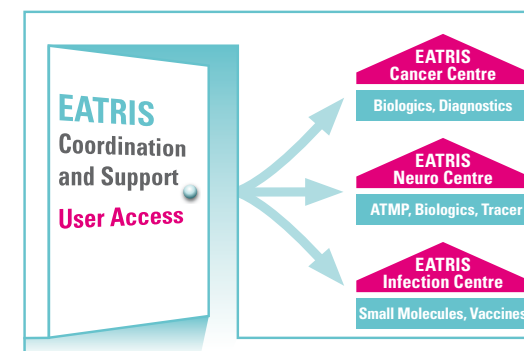 EATRIS
Coordination
and Support
User Access
EATRIS
Cancer Centre
Biologics, Diagnostics
EATRIS
Neuro Centre
ATMP, Biologics, Tracer
EATRIS
Infection Centre
Small Molecules, Vaccines